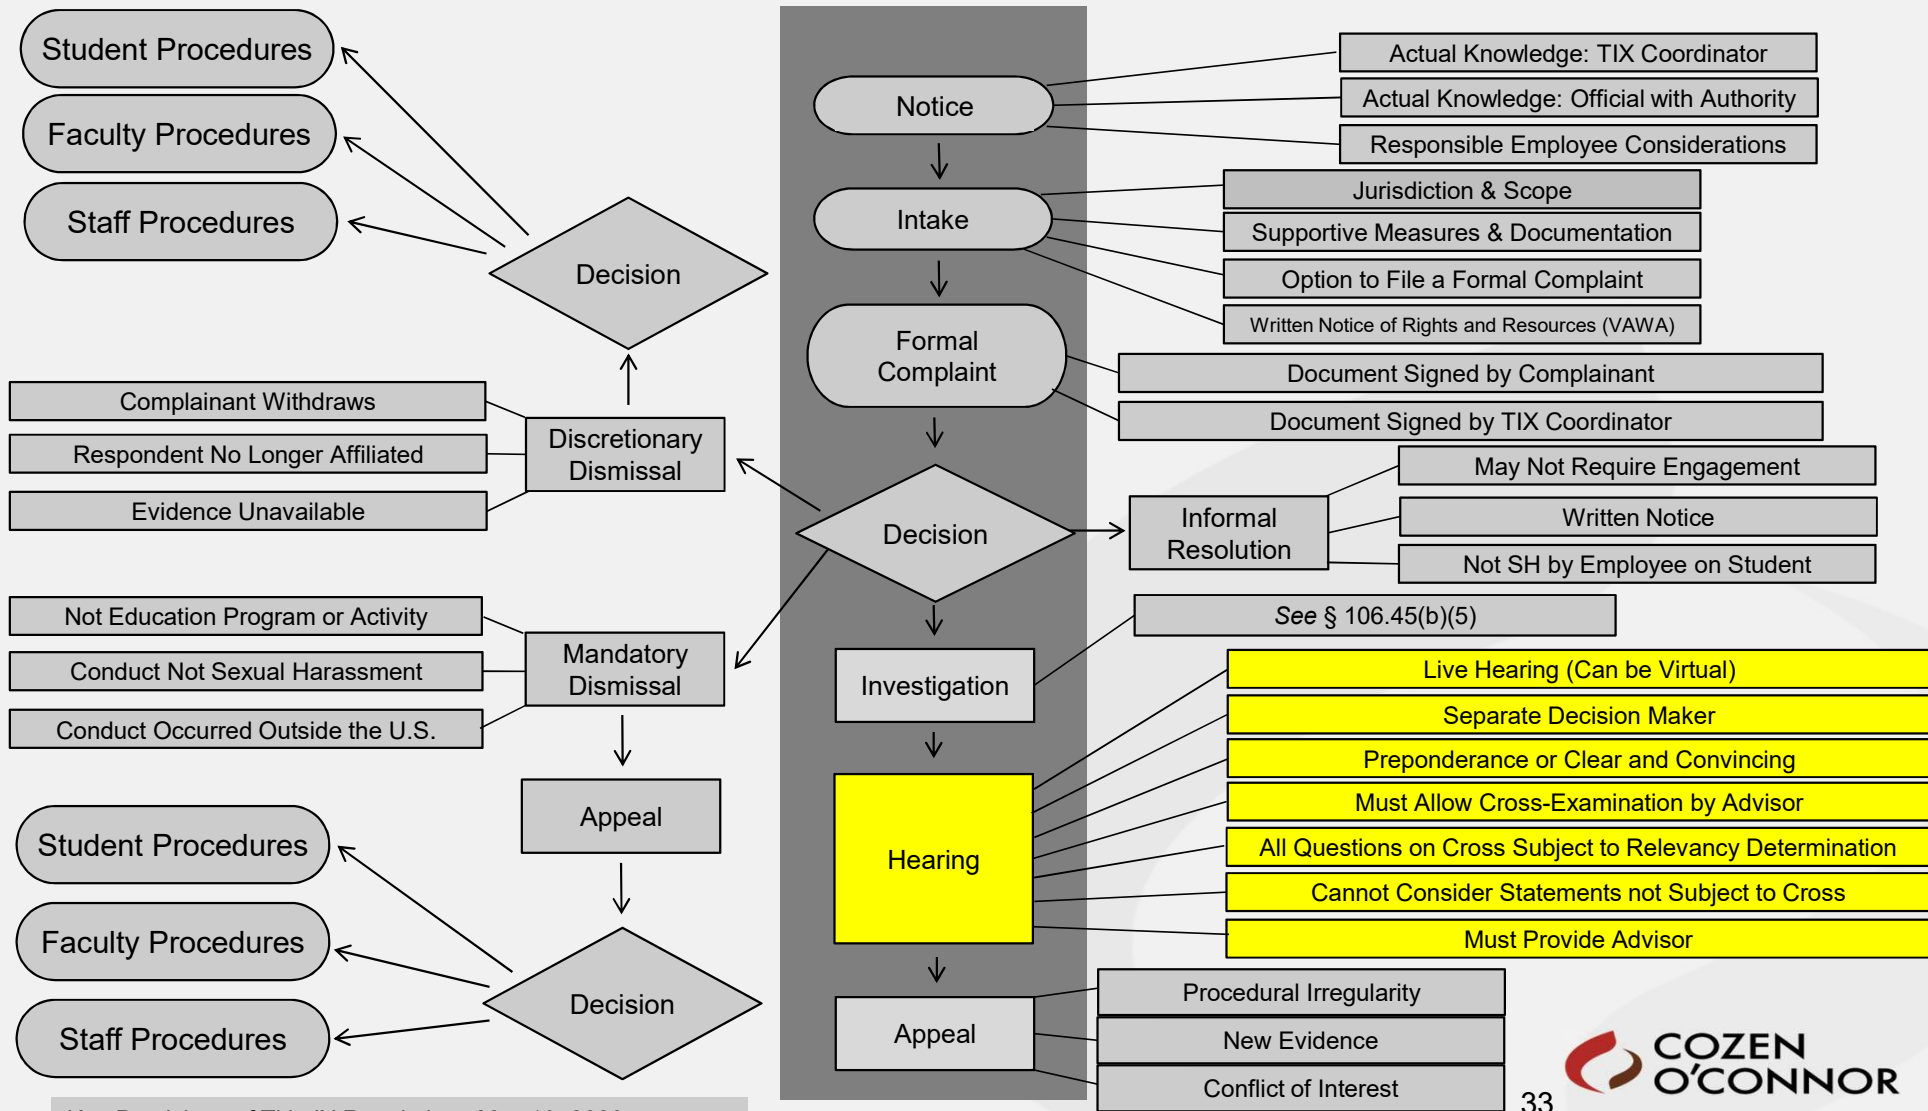 Student Procedures
Faculty Procedures
Staff Procedures
Decision
Complainant Withdraws
Respondent No Longer Affiliated
Evidence Unavailable
Discretionary
Dismissal
Not Education Program or Activity
Conduct Not Sexual Harassment
Conduct Occurred Outside the U.S.
Mandatory
Dismissal
Appeal
Student Procedures
Faculty Procedures
Staff Procedures
Decision
Notice
Actual Knowledge: TIX Coordinator
Actual Knowledge: Official with Authority
Responsible Employee Considerations
Intake
Jurisdiction & Scope
Supportive Measures & Documentation
Option to File a Formal Complaint
Written Notice of Rights and Resources (VAWA)
Formal
Complaint
Document Signed by Complainant
Document Signed by TIX Coordinator
Decision
Informal
Resolution
May Not Require Engagement
Written Notice
Not SH by Employee on Student
Investigation
See § 106.45(b)(5)
Hearing
Live Hearing (Can be Virtual)
Separate Decision Maker
Preponderance or Clear and Convincing
Must Allow Cross-Examination by Advisor
All Questions on Cross Subject to Relevancy Determination
Cannot Consider Statements not Subject to Cross
Must Provide Advisor
Appeal
Procedural Irregularity
New Evidence
Conflict of Interest
COZEN
O'CONNOR
33